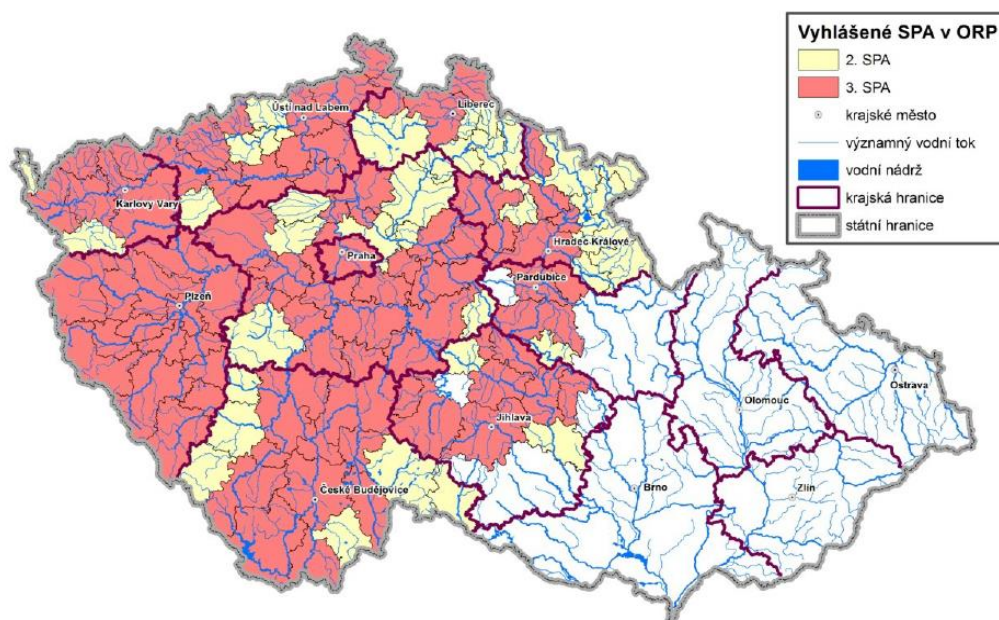 Vyhlášené SPA v ORP
2. SPA
3. SPA
krajské město
významný vodní tok
vodní nádrž
krajská hranice
státní hranice
Ústí nad Labem
Liberec
Karlovy Vary
Praha
Hradec Králové
Pardubice
Plzeň
Jihlava
Olomouc
Ostrava
České Budějovice
Brno
Zlín